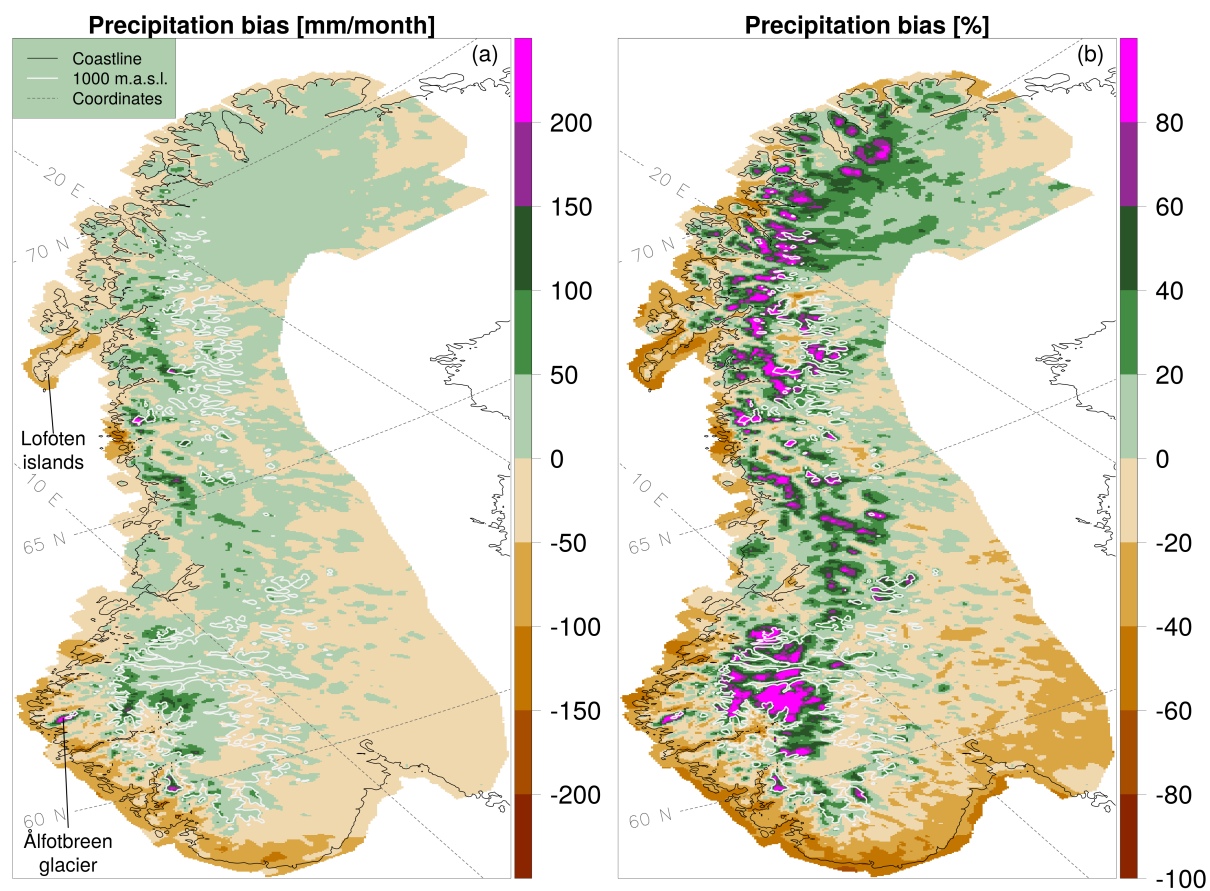 Precipitation bias [mm/month]
Precipitation bias [%]
(a)
Coastline
1000 m.a.s.l.
Coordinates
20 E
70 N
10 E
65 N
60 N
Lofoten
islands
Ålfotbreen
glacier
200
150
100
50
0
-50
-100
-150
-200
(b)
20 E
70 N
10 E
65 N
60 N
80
60
40
20
0
-20
-40
-60
-80
-100